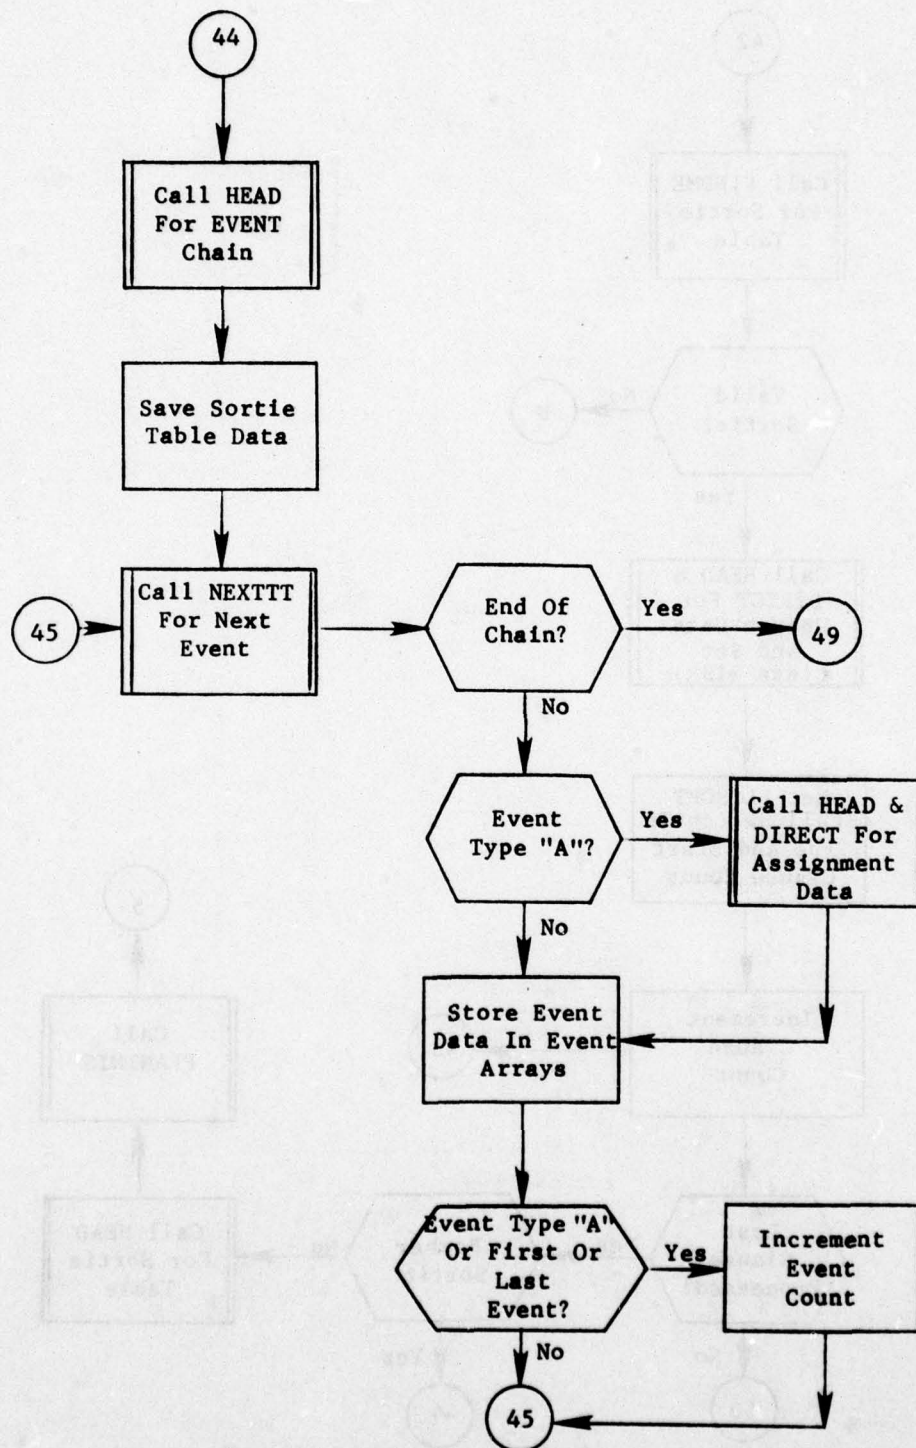 44
Call HEAD
For EVENT
Chain
Save Sortie
Table Data
45
Call NEXTTT
For Next
Event
End Of
Chain?
Yes
49
No
Event
Type "A"?
Yes
Call HEAD &
DIRECT For
Assignment
Data
No
Store Event
Data In Event
Arrays
Event Type "A"
Or First Or
Last
Event?
Yes
Increment
Event
Count
No
45